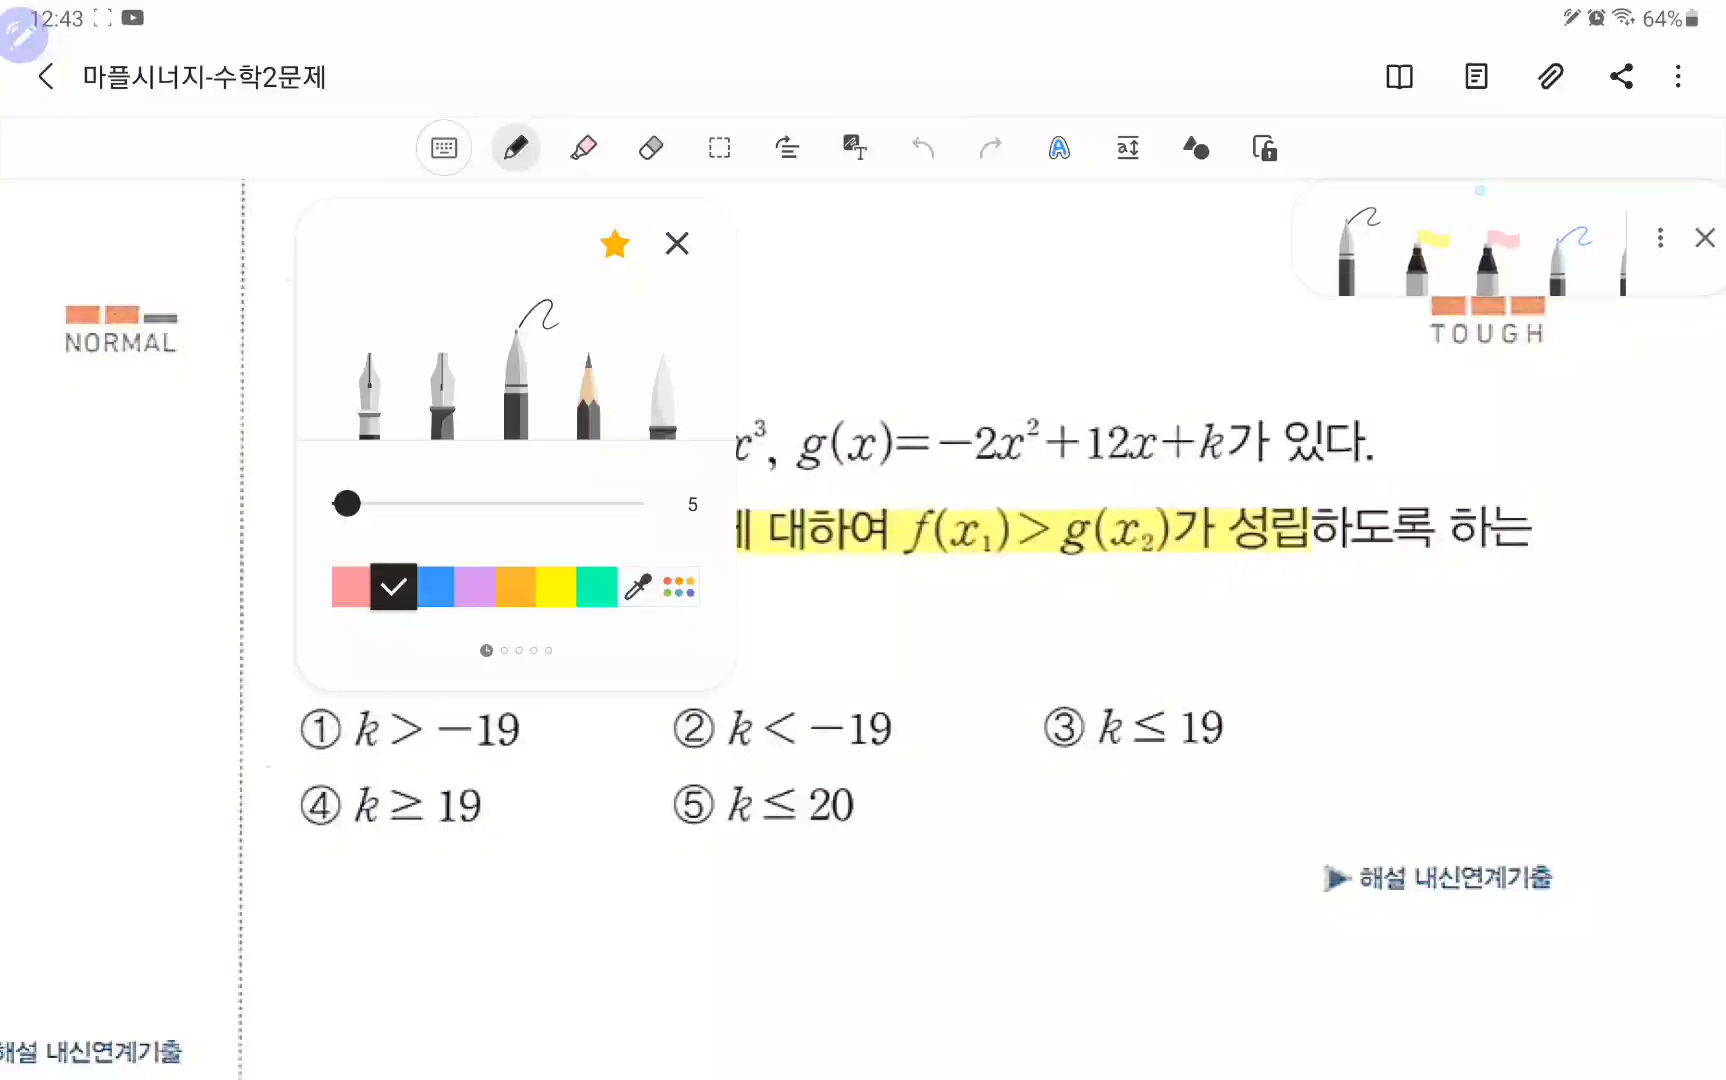 12:43
64%
마플시너지-수학2문제
NORMAL
TOUGH
x³, g(x)=-2x²+12x+k가 있다.
대하여 f(x₁)>g(x₂)가 성립하도록 하는
5
① k>-19
② k<-19
③ k≤19
④ k≥19
⑤ k≤20
▶ 해설 내신연계기출
해설 내신연계기출